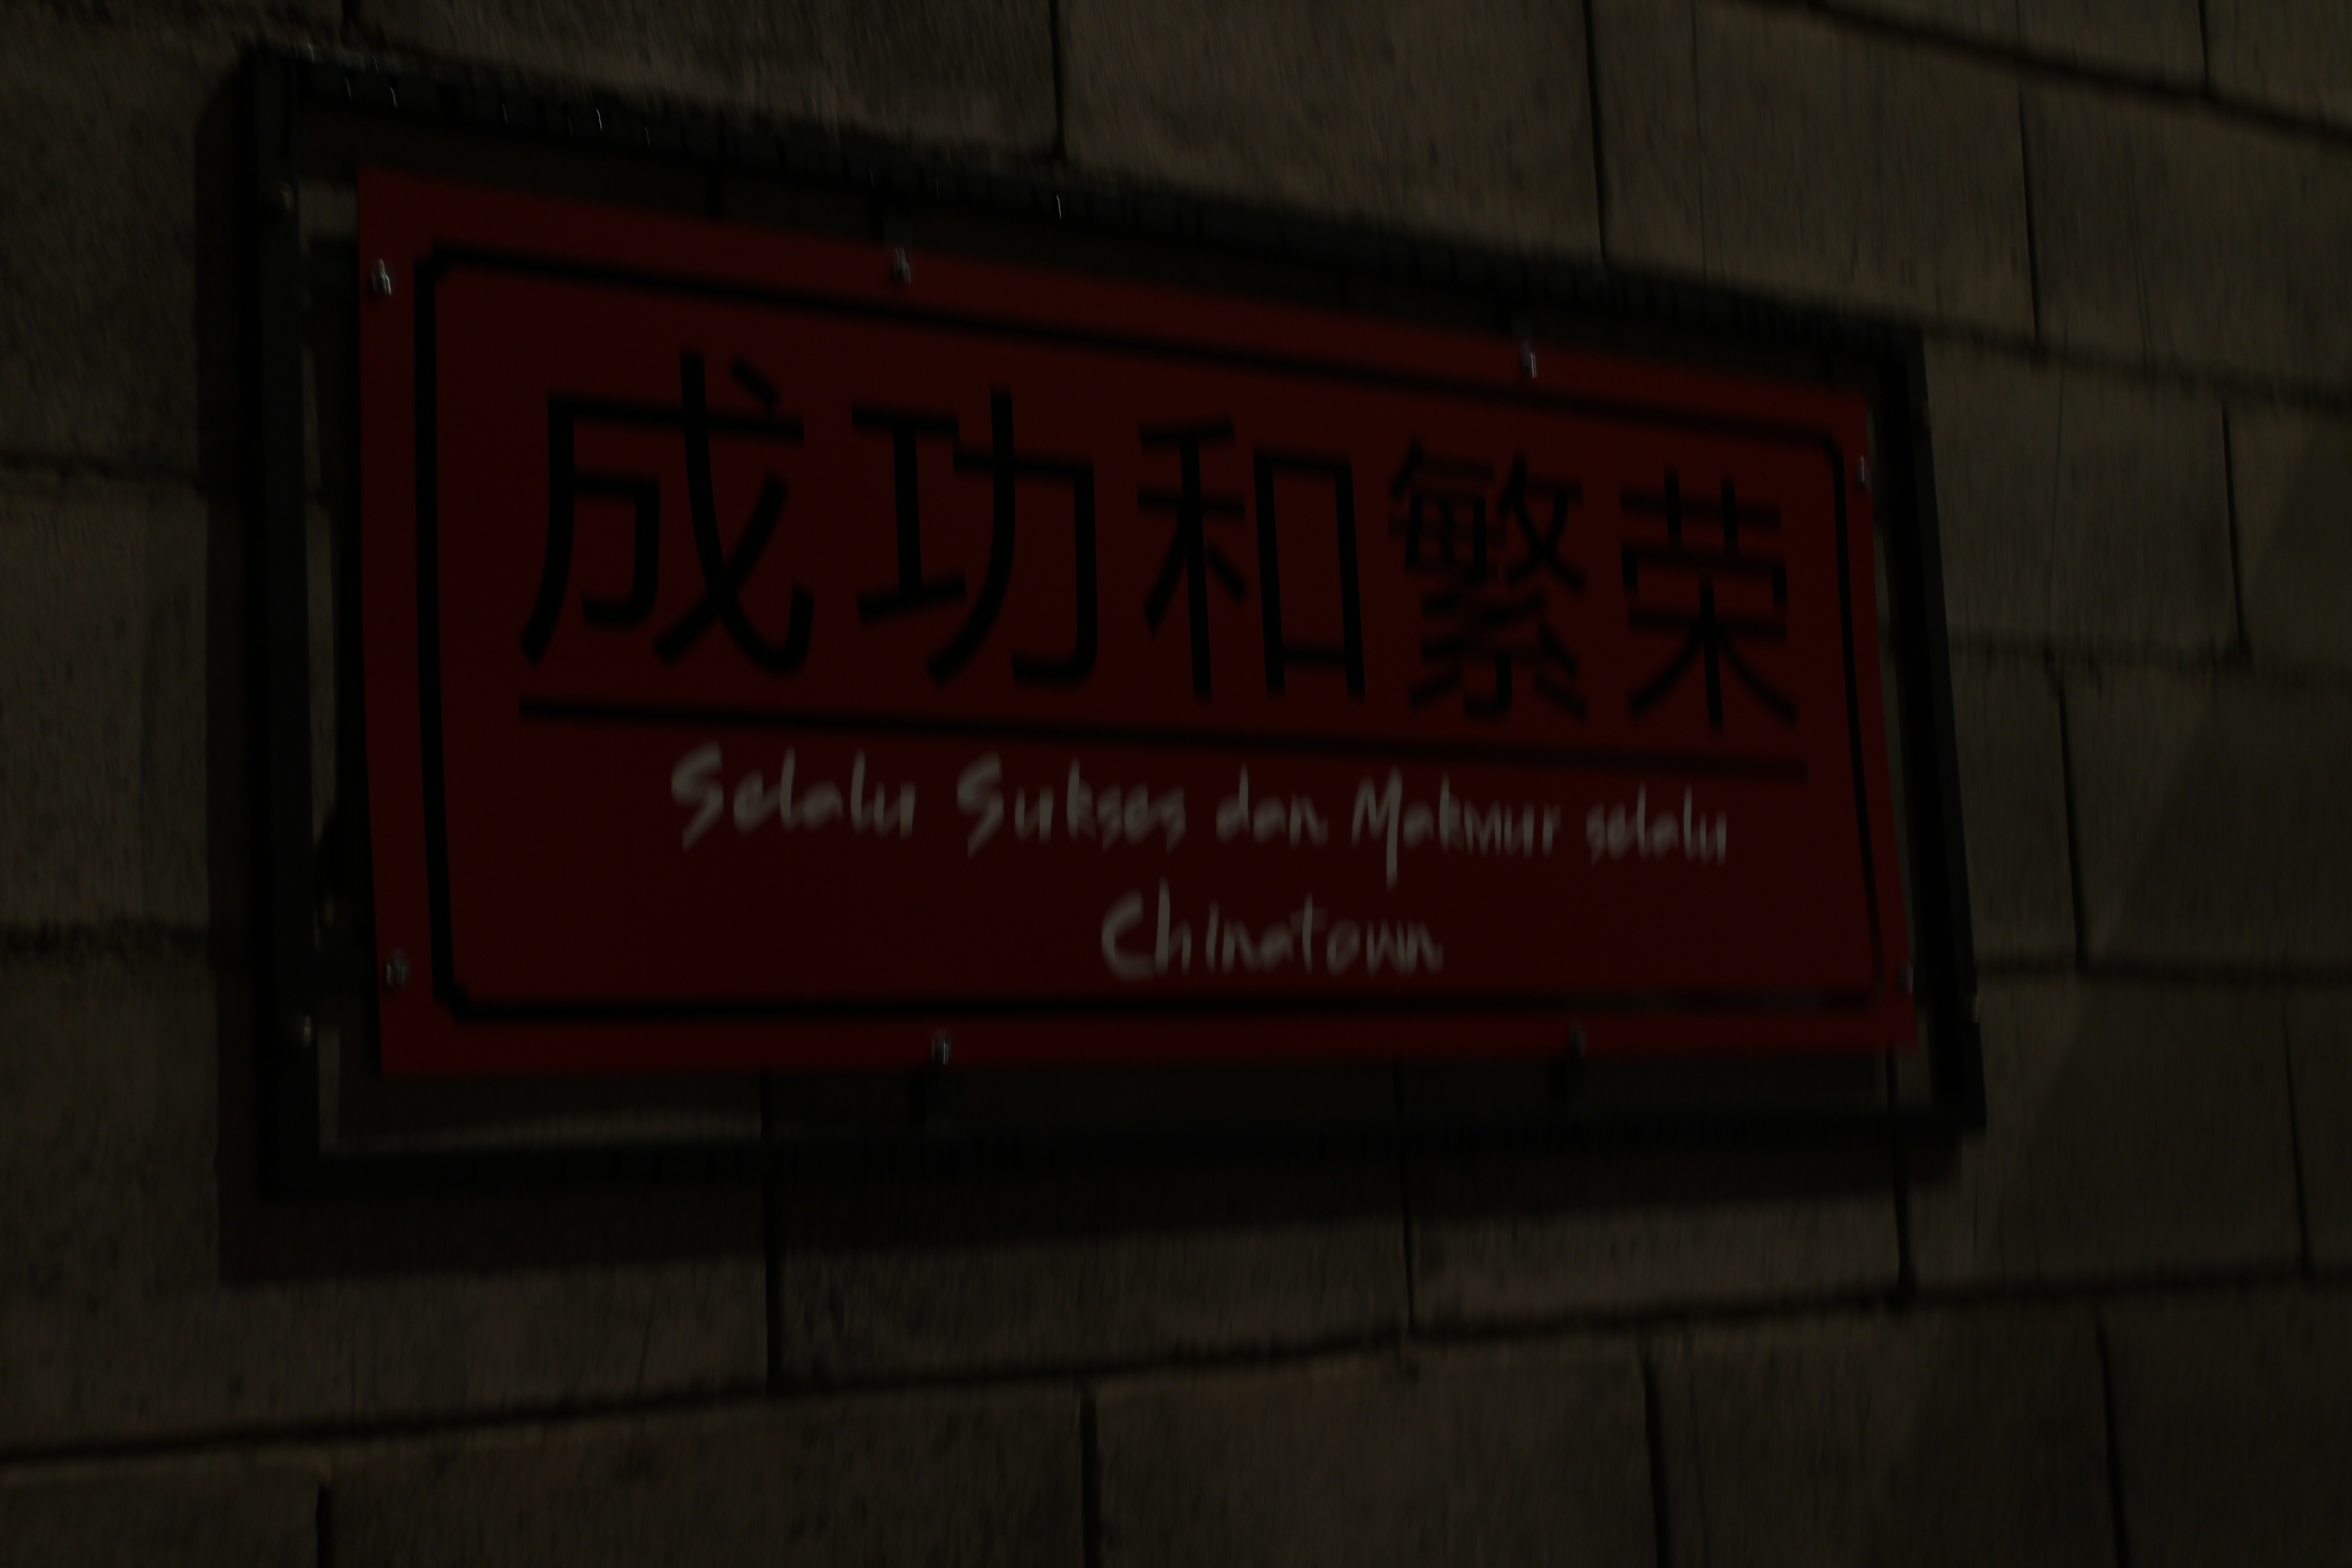 成功和繁荣
Selalu Sukses dan Makmur selalu
Chinatown